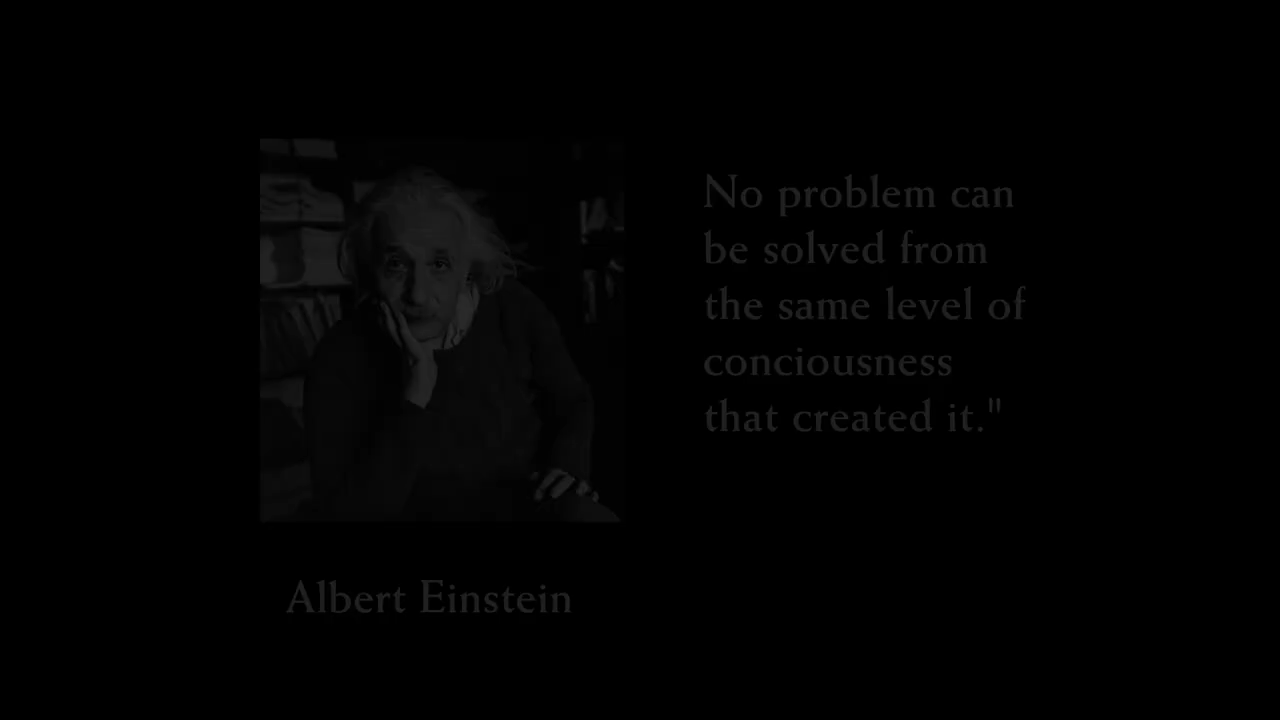 No problem can
be solved from
the same level of
conciousness
that created it."
Albert Einstein